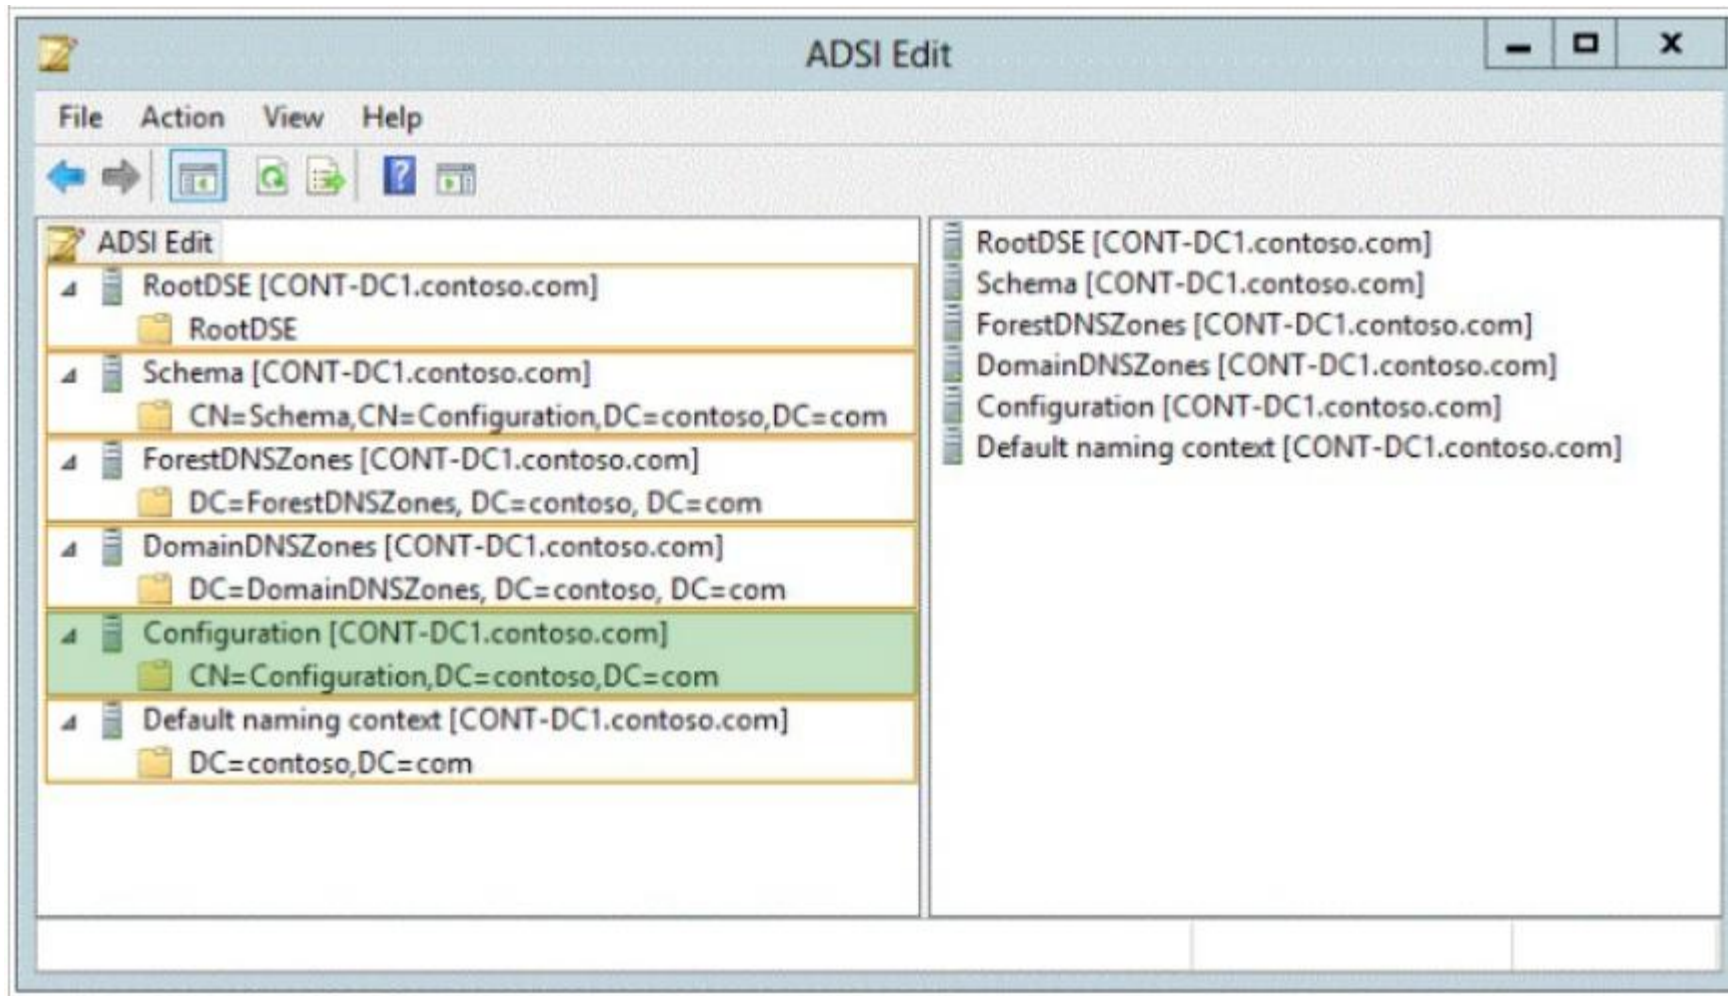 ADSI Edit
File Action View Help
ADSI Edit
RootDSE [CONT-DC1.contoso.com]
RootDSE
Schema [CONT-DC1.contoso.com]
CN=Schema,CN=Configuration,DC=contoso,DC=com
ForestDNSZones [CONT-DC1.contoso.com]
DC=ForestDNSZones, DC=contoso, DC=com
DomainDNSZones [CONT-DC1.contoso.com]
DC=DomainDNSZones, DC=contoso, DC=com
Configuration [CONT-DC1.contoso.com]
CN=Configuration,DC=contoso,DC=com
Default naming context [CONT-DC1.contoso.com]
DC=contoso,DC=com
RootDSE [CONT-DC1.contoso.com]
Schema [CONT-DC1.contoso.com]
ForestDNSZones [CONT-DC1.contoso.com]
DomainDNSZones [CONT-DC1.contoso.com]
Configuration [CONT-DC1.contoso.com]
Default naming context [CONT-DC1.contoso.com]